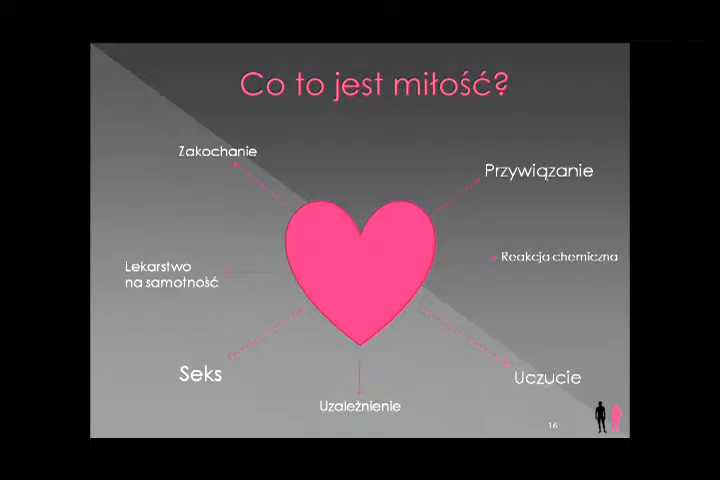 Co to jest miłość?
Zakochanie
Przywiązanie
Reakcja chemiczna
Lekarstwo
na samotność
Seks
Uczucie
Uzależnienie
16